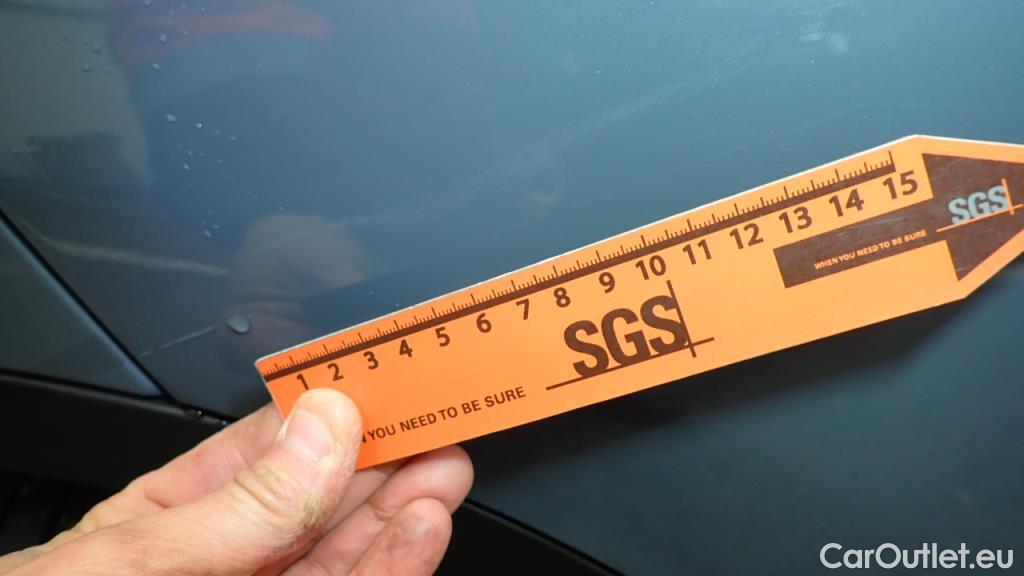 1 2 3 4 5 6 7 8 9 10 11 12 13 14 15
SGS
YOU NEED TO BE SURE
SGS
WHEN YOU NEED TO BE SURE
CarOutlet.eu